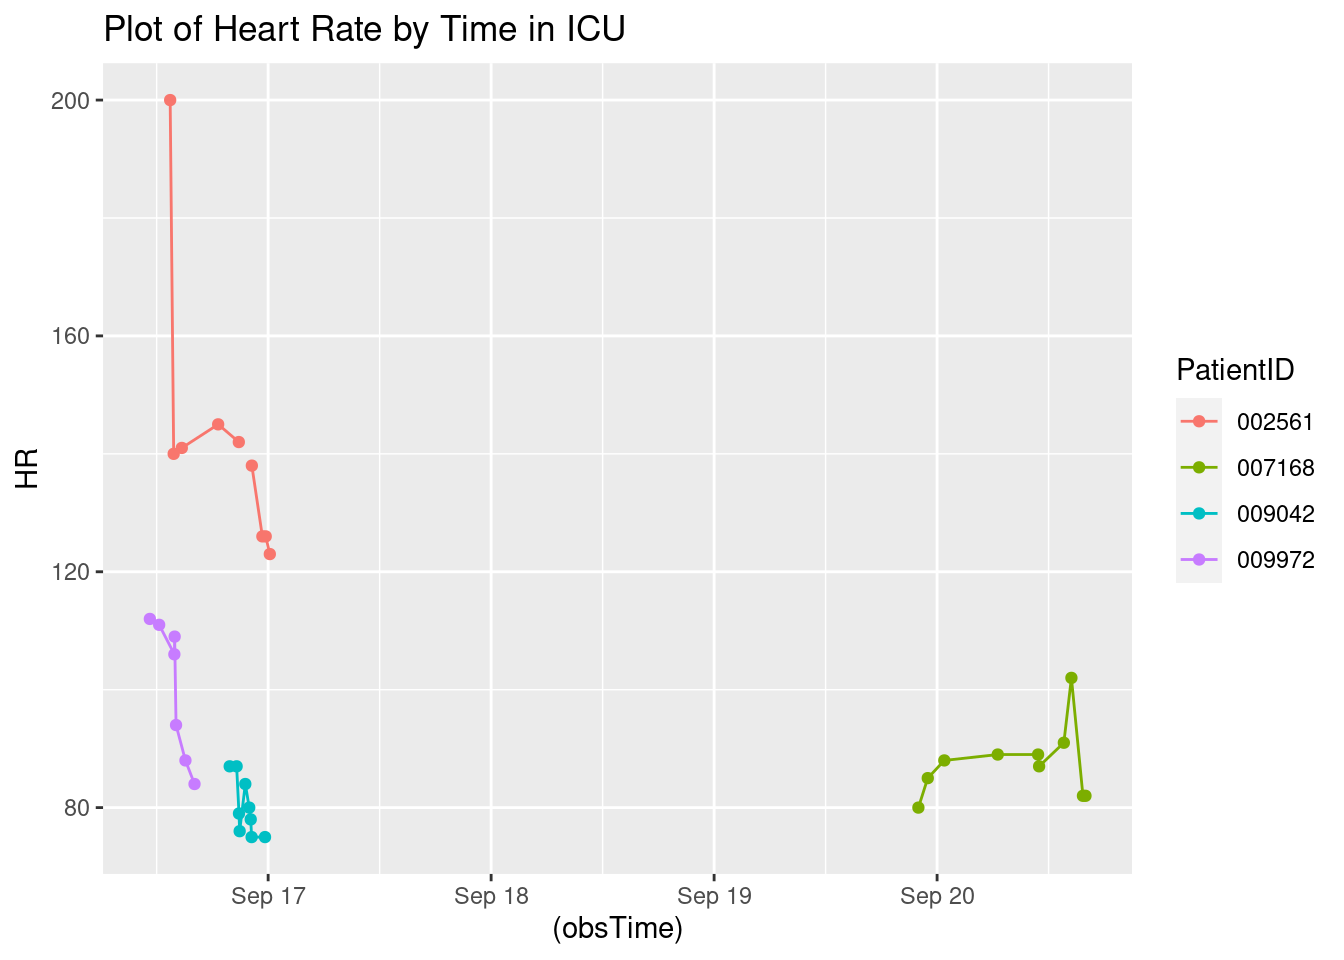 Plot of Heart Rate by Time in ICU
200
160
120
80
HR
Sep 17 Sep 18 Sep 19 Sep 20
(obsTime)
PatientID
002561
007168
009042
009972